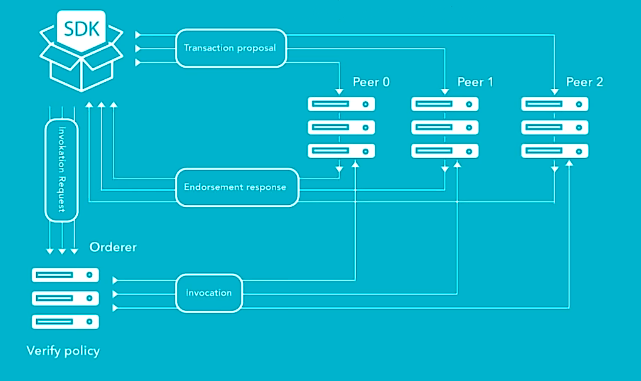 SDK
Transaction proposal
Peer 0
Peer 1
Peer 2
Invokation Request
Endorsement response
Orderer
Invocation
Verify policy